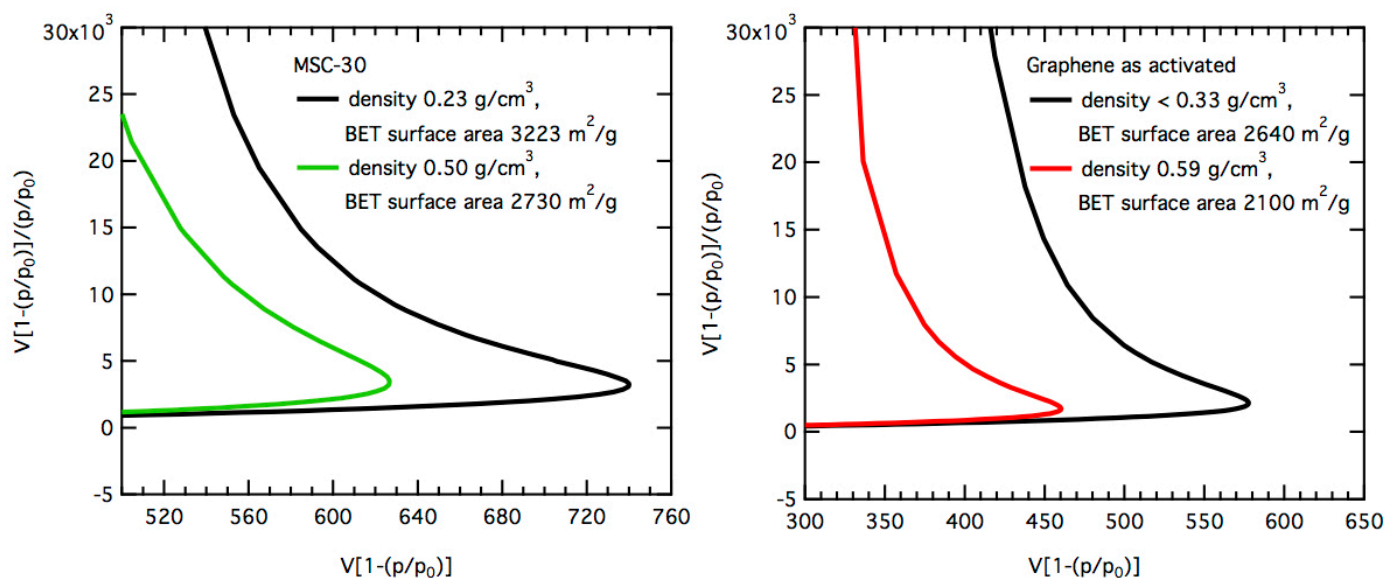 30x10³
25
20
15
10
5
0
-5
V[1-(p/p₀)]/(p/p₀)
MSC-30
density 0.23 g/cm³,
BET surface area 3223 m²/g
density 0.50 g/cm³,
BET surface area 2730 m²/g
520 560 600 640 680 720 760
V[1-(p/p₀)]
30x10³
25
20
15
10
5
0
-5
V[1-(p/p₀)]/(p/p₀)
Graphene as activated
density < 0.33 g/cm³,
BET surface area 2640 m²/g
density 0.59 g/cm³,
BET surface area 2100 m²/g
300 350 400 450 500 550 600 650
V[1-(p/p₀)]